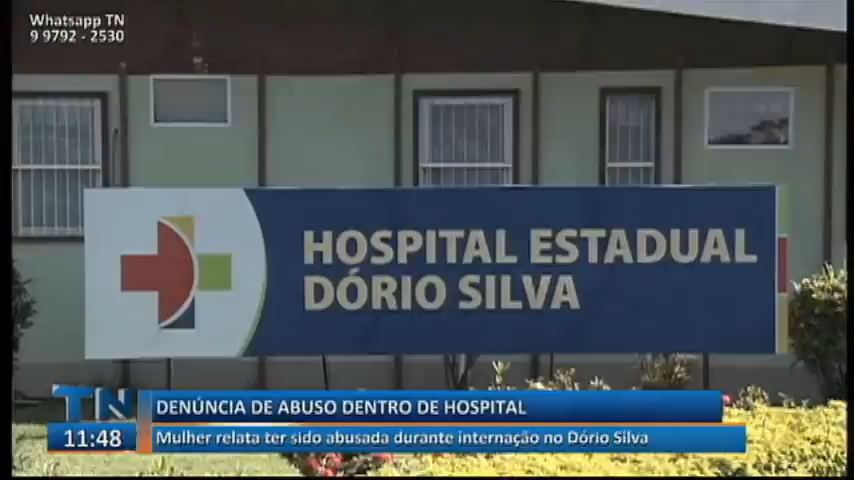 Whatsapp TN
9 9792 - 2530
HOSPITAL ESTADUAL
DÓRIO SILVA
TN
DENÚNCIA DE ABUSO DENTRO DE HOSPITAL
11:48
Mulher relata ter sido abusada durante internação no Dório Silva